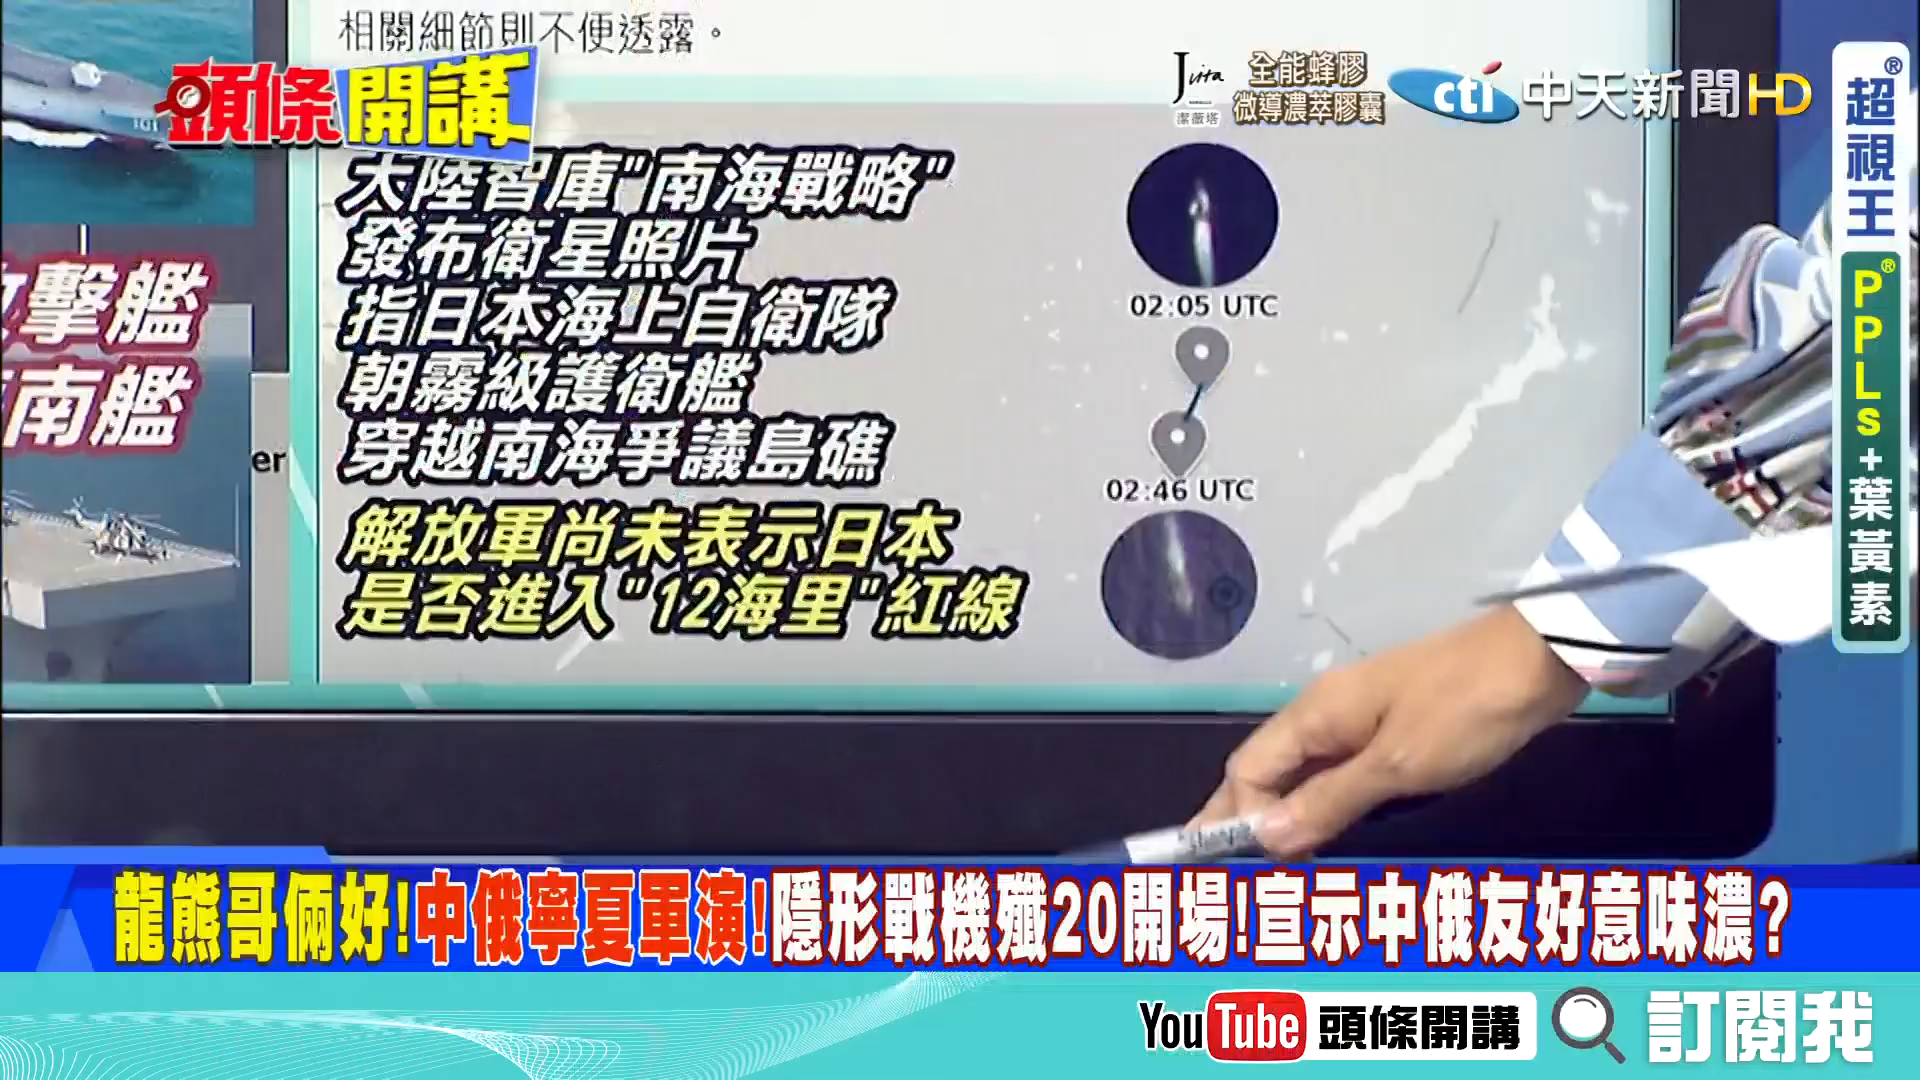 相關細節則不便透露。
頭條開講
Jvita
潔薇塔
全能蜂膠
微導濃萃膠囊
cti 中天新聞HD
超視王®
PPLs®+葉黃素
大陸智庫"南海戰略"
發布衛星照片
指日本海上自衛隊
朝霧級護衛艦
穿越南海爭議島礁
解放軍尚未表示日本
是否進入"12海里"紅線
02:05 UTC
02:46 UTC
攻擊艦
南艦
er
101
龍熊哥倆好!中俄寧夏軍演!隱形戰機殲20開場!宣示中俄友好意味濃?
YouTube 頭條開講 訂閱我